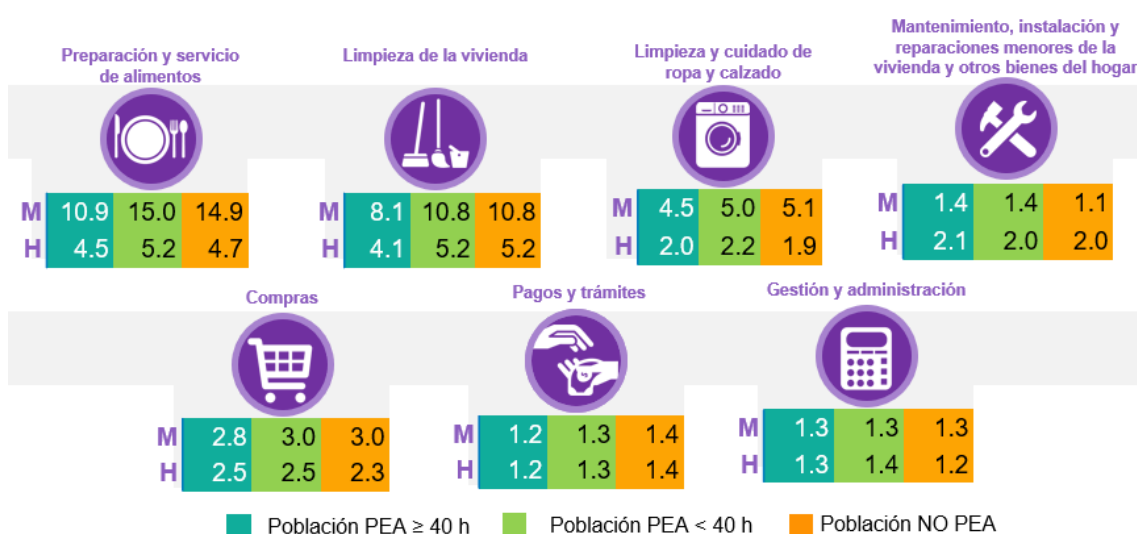 Preparación y servicio
de alimentos
Limpieza de la vivienda
Limpieza y cuidado de
ropa y calzado
Mantenimiento, instalación y
reparaciones menores de la
vivienda y otros bienes del hogar
M 10.9 15.0 14.9
H 4.5 5.2 4.7
M 8.1 10.8 10.8
H 4.1 5.2 5.2
M 4.5 5.0 5.1
H 2.0 2.2 1.9
M 1.4 1.4 1.1
H 2.1 2.0 2.0
Compras
Pagos y trámites
Gestión y administración
M 2.8 3.0 3.0
H 2.5 2.5 2.3
M 1.2 1.3 1.4
H 1.2 1.3 1.4
M 1.3 1.3 1.3
H 1.3 1.4 1.2
Población PEA ≥ 40 h
Población PEA < 40 h
Población NO PEA